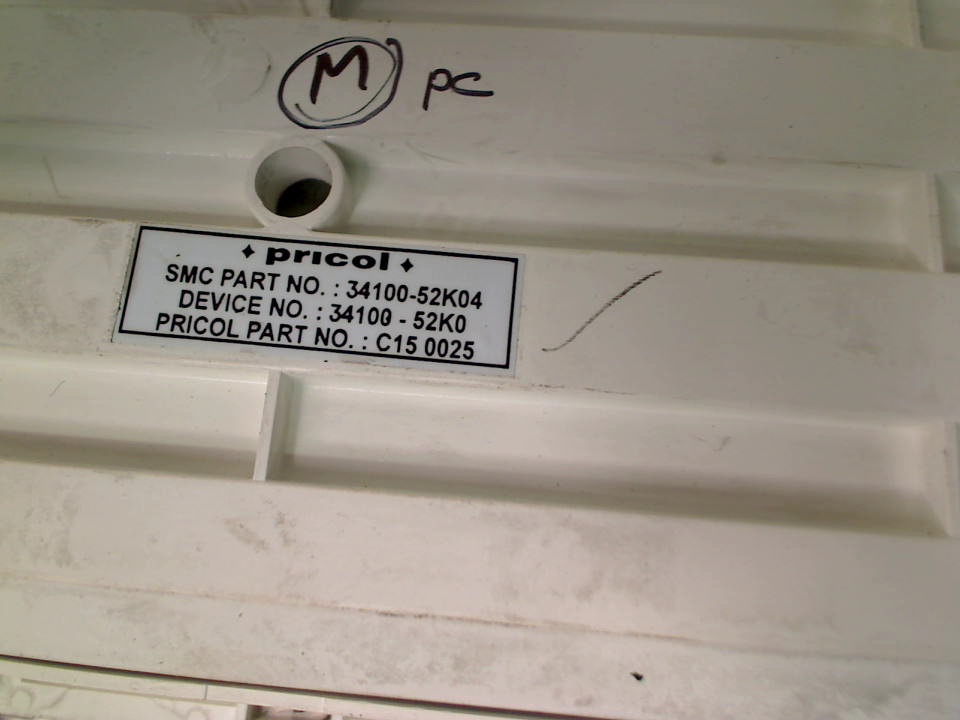 M PC
pricol
SMC PART NO. : 34100-52K04
DEVICE NO. : 34100 - 52K0
PRICOL PART NO. : C15 0025